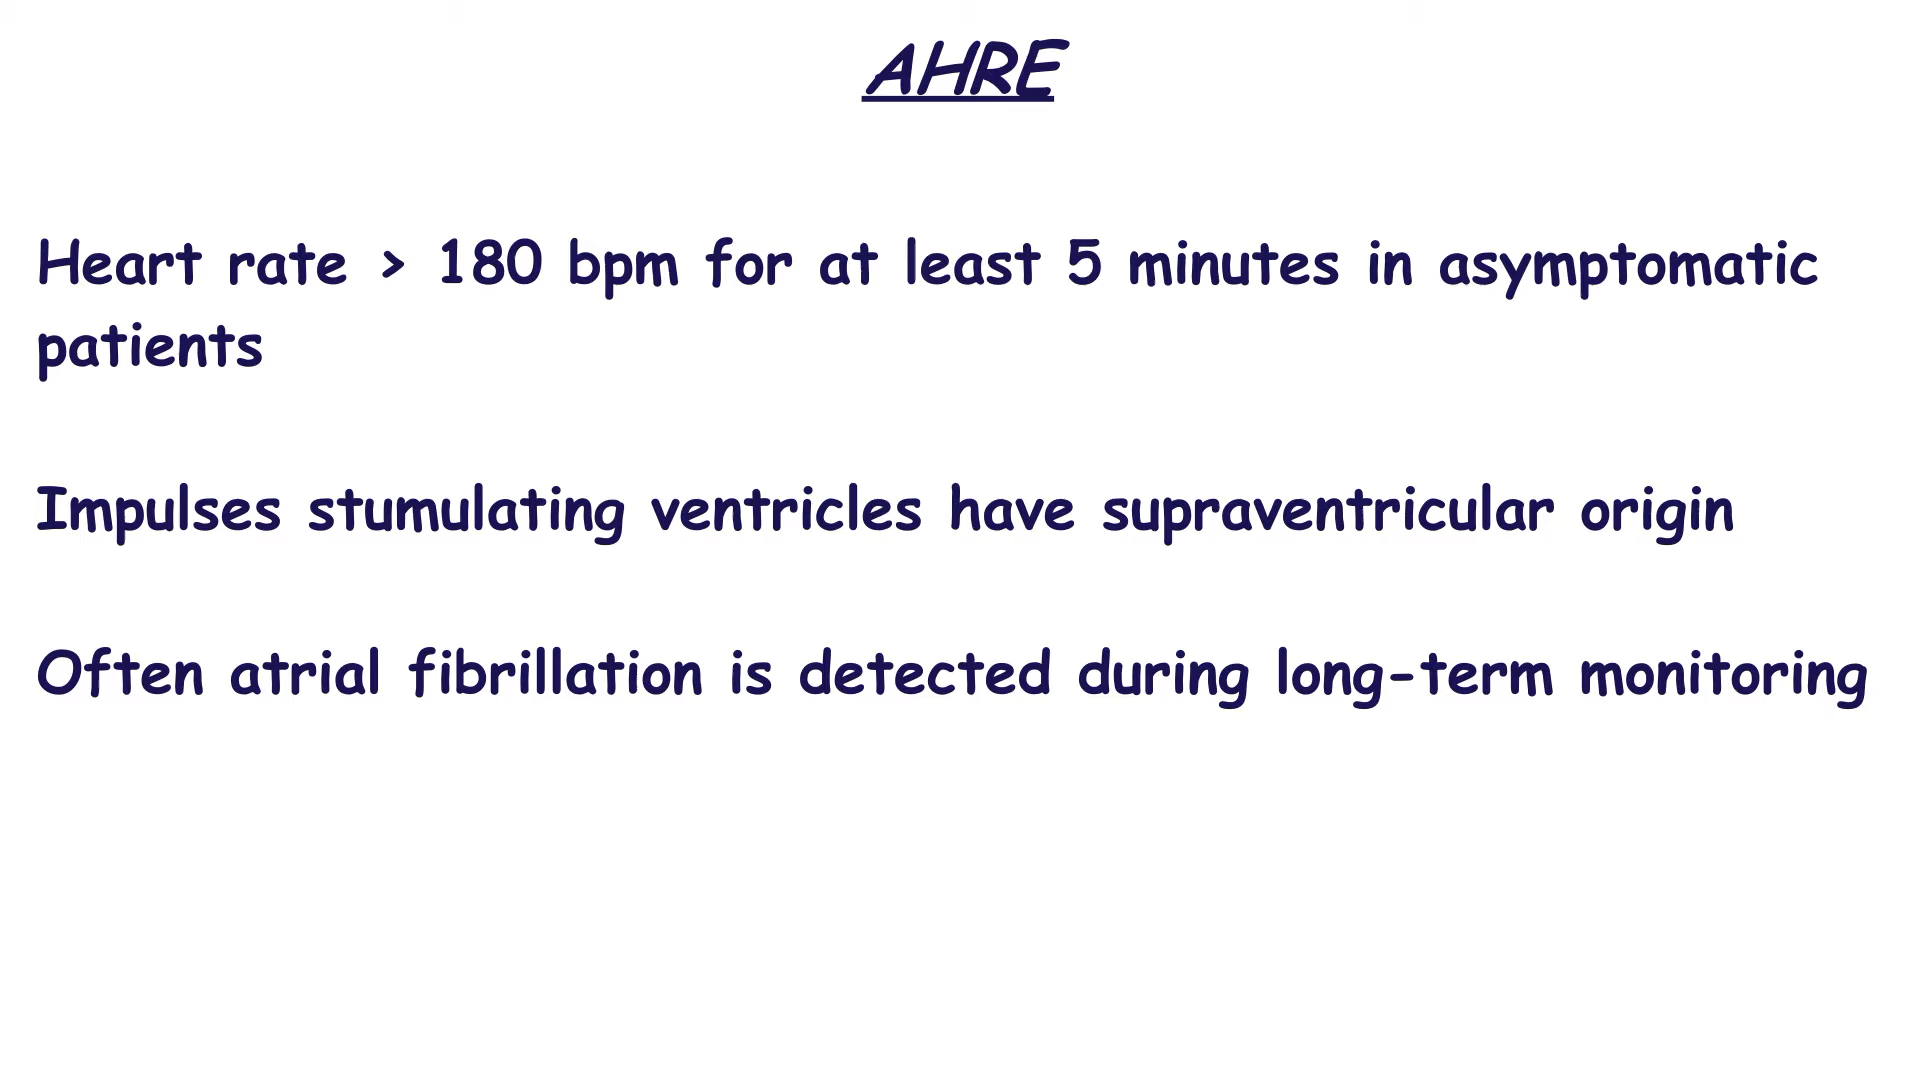 AHRE
Heart rate > 180 bpm for at least 5 minutes in asymptomatic
patients
Impulses stumulating ventricles have supraventricular origin
Often atrial fibrillation is detected during long-term monitoring